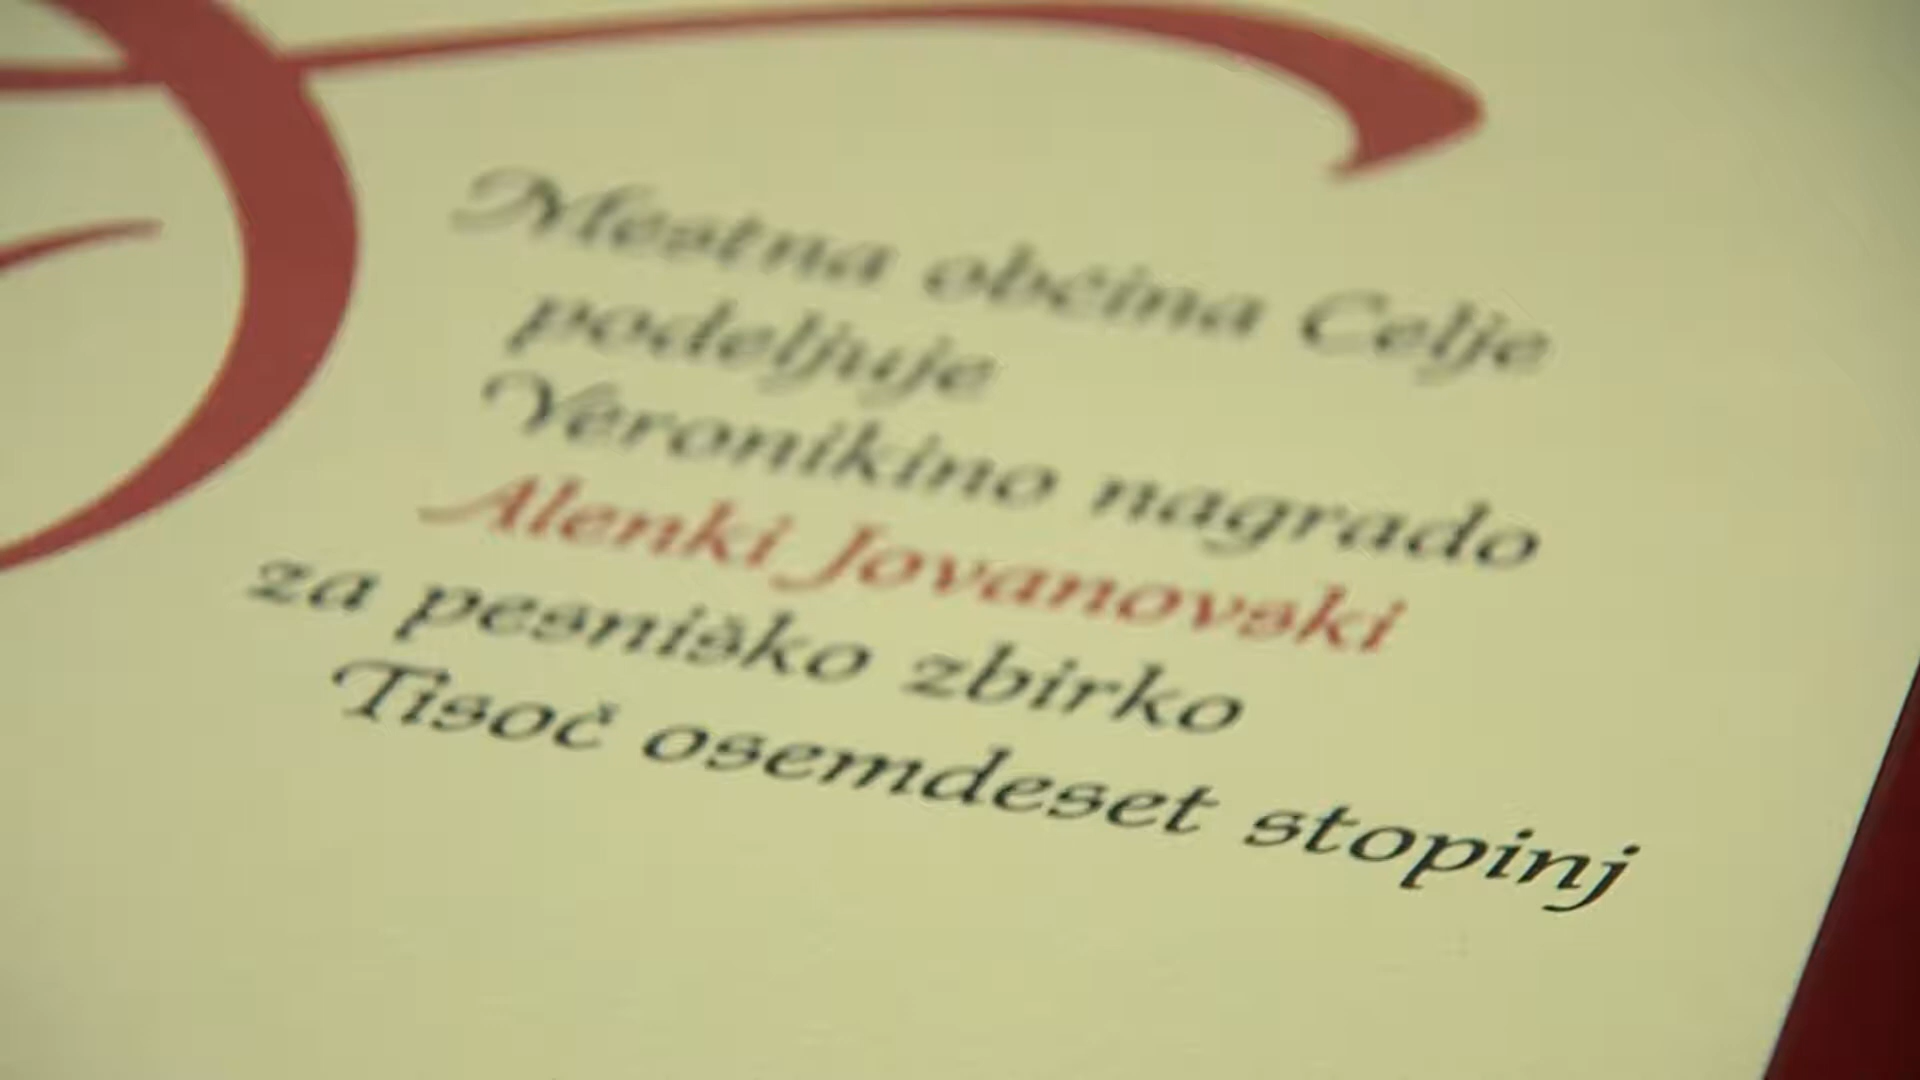 Mestna občina Celje
podeljuje
Veronikino nagrado
Alenki Jovanovski
za pesniško zbirko
Tisoč osemdeset stopinj